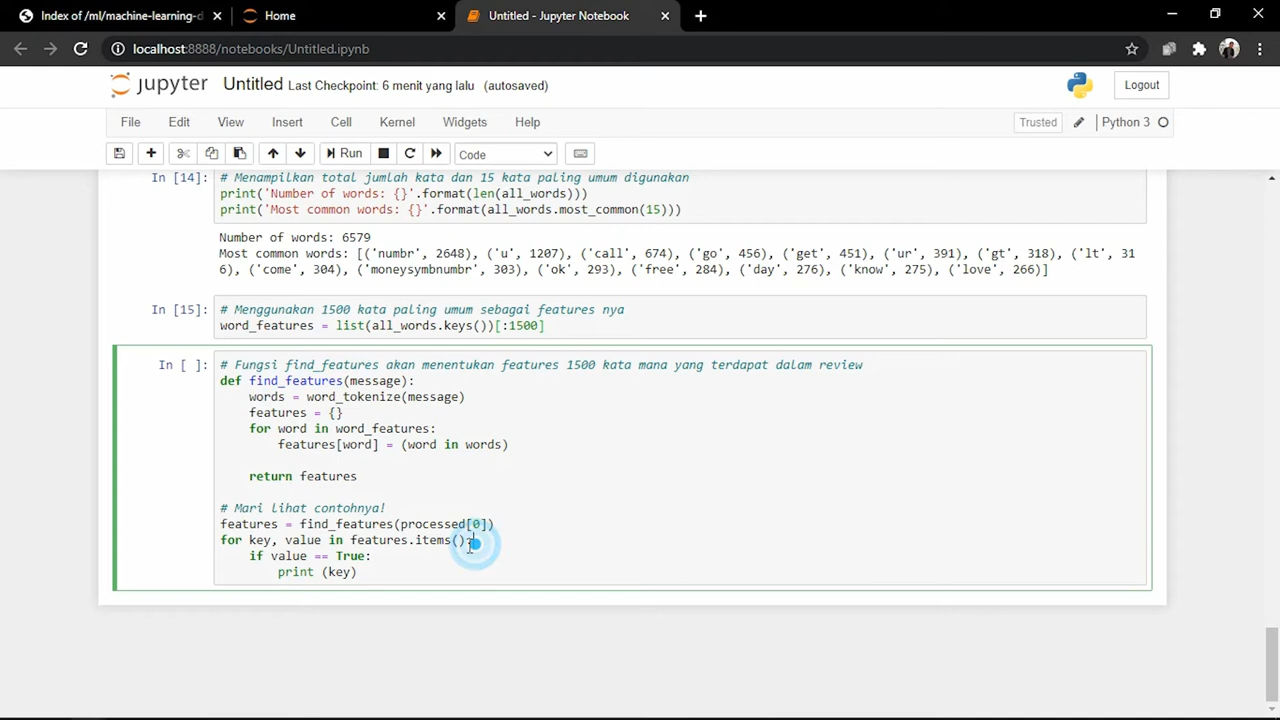 Index of /ml/machine-learning-d
Home
Untitled - Jupyter Notebook
localhost:8888/notebooks/Untitled.ipynb
jupyter Untitled Last Checkpoint: 6 menit yang lalu (autosaved)
Logout
File Edit View Insert Cell Kernel Widgets Help
Trusted Python 3
Run Code
In [14]:
# Menampilkan total jumlah kata dan 15 kata paling umum digunakan
print('Number of words: {}'.format(len(all_words)))
print('Most common words: {}'.format(all_words.most_common(15)))
Number of words: 6579
Most common words: [('numbr', 2648), ('u', 1207), ('call', 674), ('go', 456), ('get', 451), ('ur', 391), ('gt', 318), ('lt', 31
6), ('come', 304), ('moneysymbnumbr', 303), ('ok', 293), ('free', 284), ('day', 276), ('know', 275), ('love', 266)]
In [15]:
# Menggunakan 1500 kata paling umum sebagai features nya
word_features = list(all_words.keys())[:1500]
In [ ]:
# Fungsi find_features akan menentukan features 1500 kata mana yang terdapat dalam review
def find_features(message):
    words = word_tokenize(message)
    features = {}
    for word in word_features:
        features[word] = (word in words)
    return features
# Mari lihat contohnya!
features = find_features(processed[0])
for key, value in features.items():
    if value == True:
        print (key)